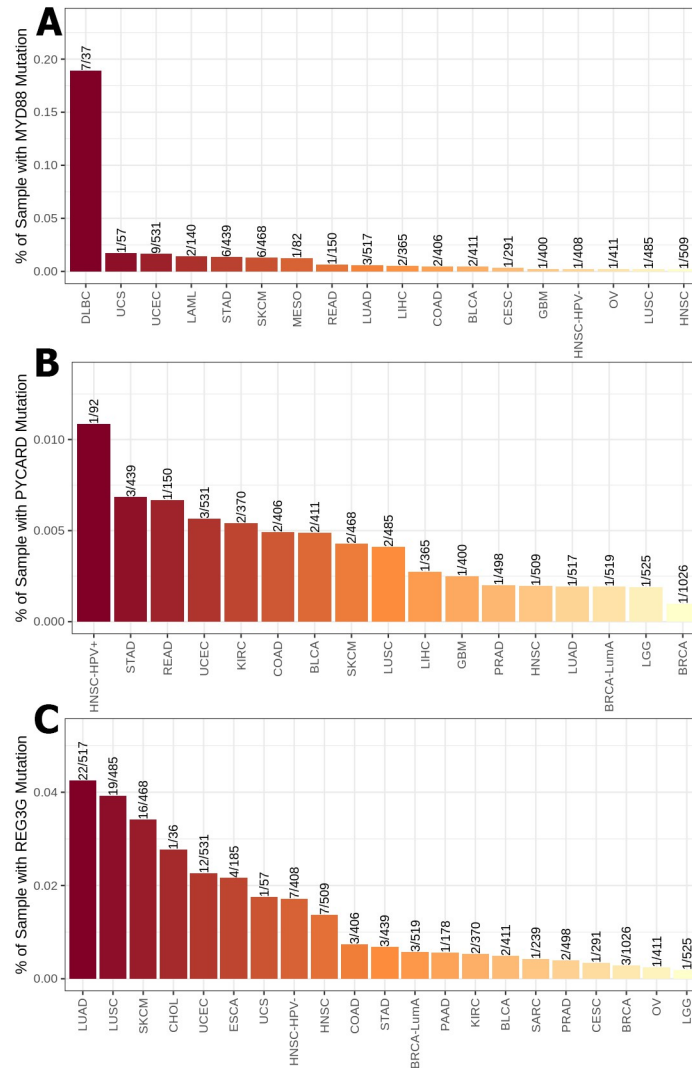 A
% of Sample with MYD88 Mutation
0.20
0.15
0.10
0.05
0.00
7/37
1/57
9/531
2/140
6/439
6/468
1/82
1/150
3/517
2/365
2/406
2/411
1/291
1/400
1/408
1/411
1/485
1/509
DLBC
UCS
UCEC
LAML
STAD
SKCM
MESO
READ
LUAD
LIHC
COAD
BLCA
CESC
GBM
HNSC-HPV-
OV
LUSC
HNSC
B
% of Sample with PYCARD Mutation
0.010
0.005
0.000
1/92
3/439
1/150
3/531
2/370
2/406
2/411
2/468
2/485
1/365
1/400
1/498
1/509
1/517
1/519
1/525
1/1026
HNSC-HPV+
STAD
READ
UCEC
KIRC
COAD
BLCA
SKCM
LUSC
LIHC
GBM
PRAD
HNSC
LUAD
BRCA-LumA
LGG
BRCA
C
% of Sample with REG3G Mutation
0.04
0.02
0.00
22/517
19/485
16/468
1/36
12/531
4/185
1/57
7/408
7/509
3/406
3/439
3/519
1/178
2/370
2/411
1/239
2/498
1/291
3/1026
1/411
1/525
LUAD
LUSC
SKCM
CHOL
UCEC
ESCA
UCS
HNSC-HPV-
HNSC
COAD
STAD
BRCA-LumA
PAAD
KIRC
BLCA
SARC
PRAD
CESC
BRCA
OV
LGG